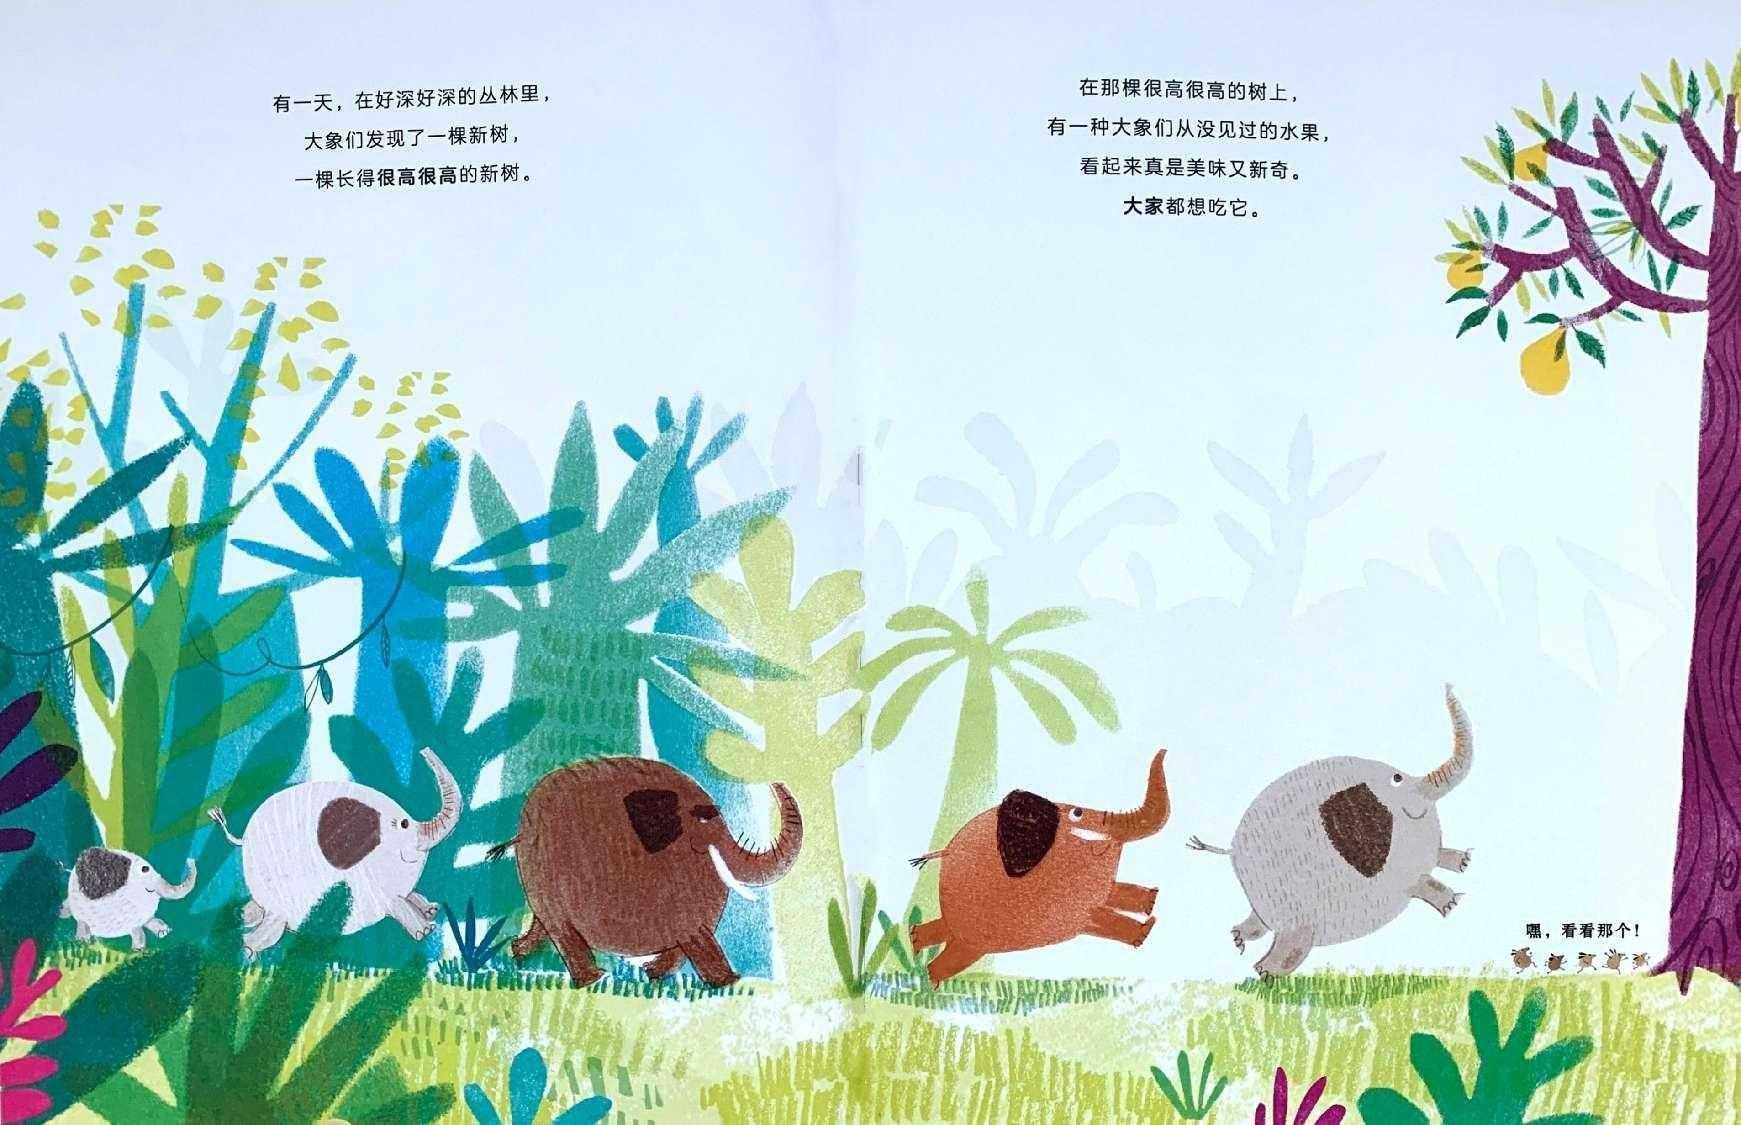 有一天，在好深好深的丛林里，
大象们发现了一棵新树，
一棵长得很高很高的新树。
在那棵很高很高的树上，
有一种大象们从没见过的水果，
看起来真是美味又新奇。
大家都想吃它。
嘿，看看那个！